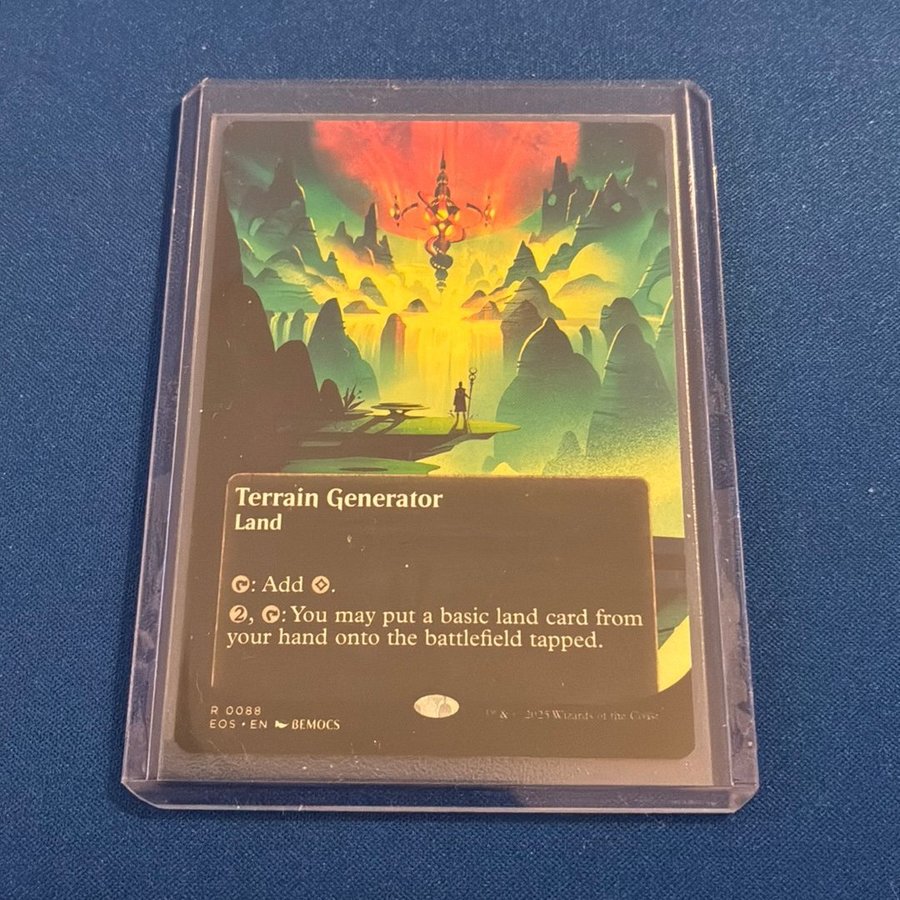 Terrain Generator
Land
: Add .
2, : You may put a basic land card from
your hand onto the battlefield tapped.
R 0088
EOS • EN BEMOCS
™ & © 2025 Wizards of the Coast